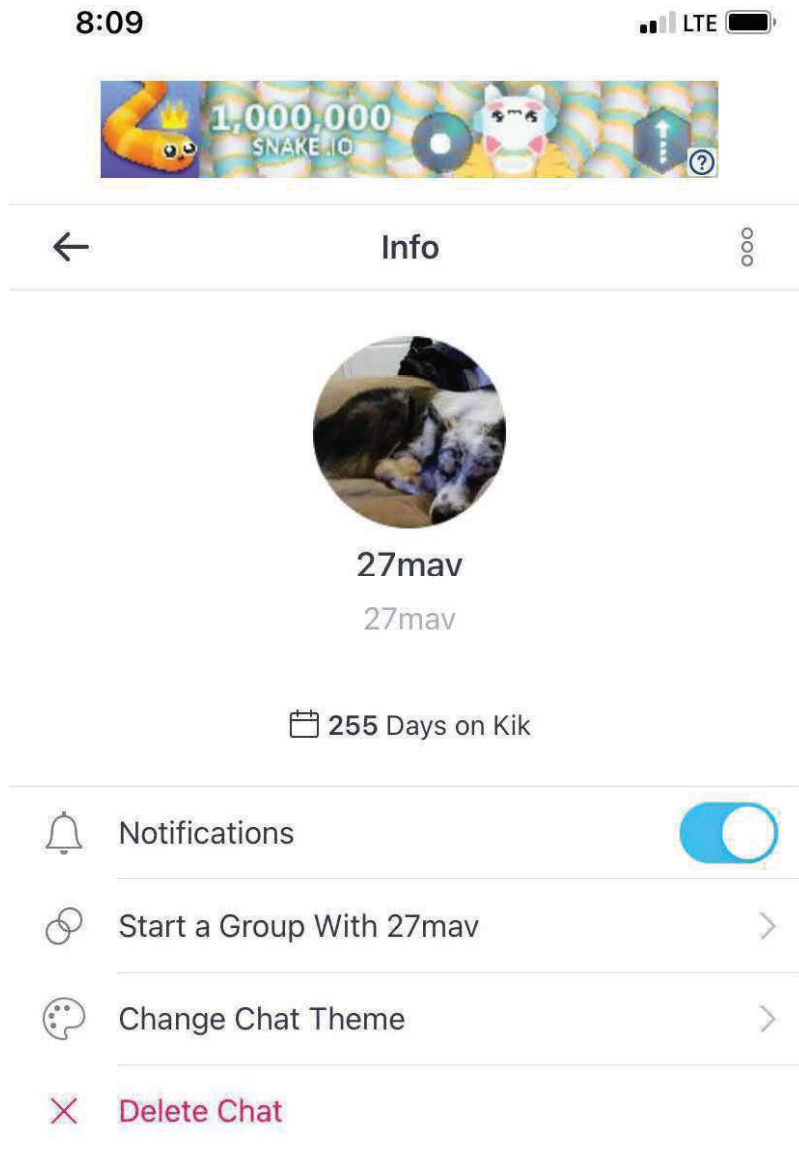 8:09
LTE
1,000,000
SNAKE .IO
?
Info
27mav
27mav
255 Days on Kik
Notifications
Start a Group With 27mav
Change Chat Theme
Delete Chat